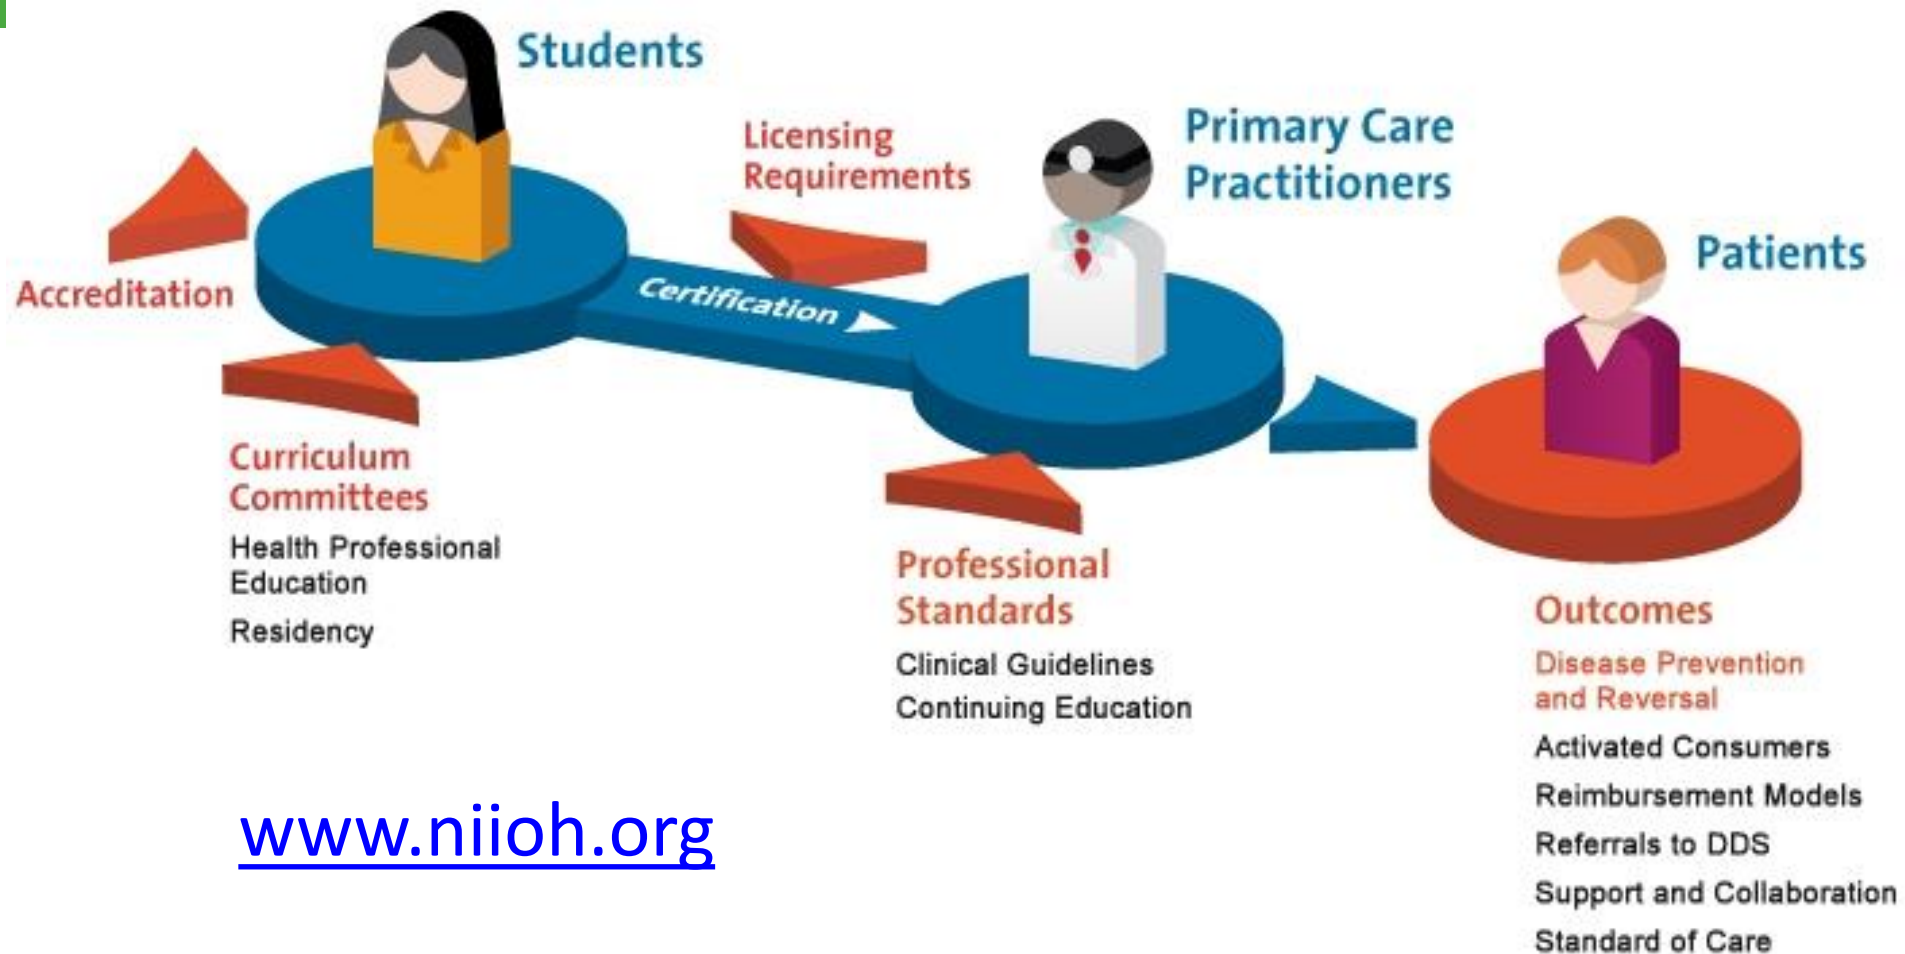 Students
Licensing
Requirements
Primary Care
Practitioners
Patients
Accreditation
Certification
Curriculum
Committees
Health Professional
Education
Residency
Professional
Standards
Clinical Guidelines
Continuing Education
Outcomes
Disease Prevention
and Reversal
Activated Consumers
Reimbursement Models
Referrals to DDS
Support and Collaboration
Standard of Care
www.niioh.org